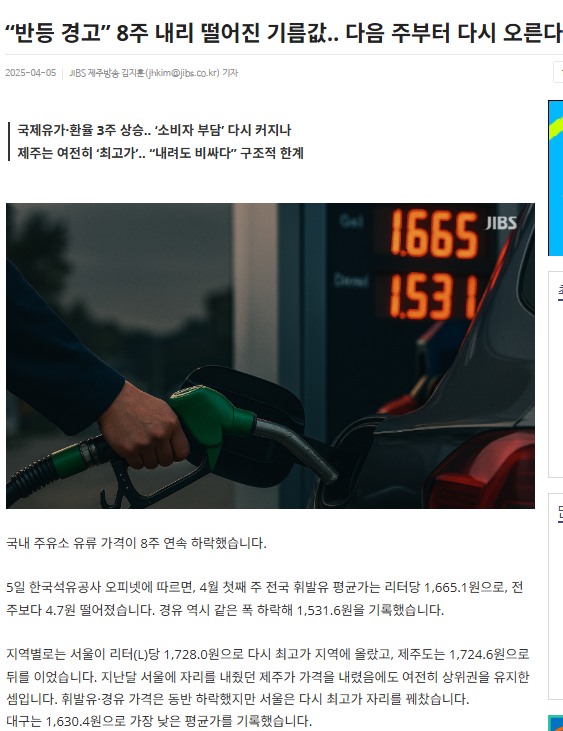 “반등 경고” 8주 내리 떨어진 기름값.. 다음 주부터 다시 오른다
2025-04-05 JIBS 제주방송 김지훈(jhkim@jibs.co.kr) 기자
국제유가·환율 3주 상승.. ‘소비자 부담’ 다시 커지나
제주는 여전히 ‘최고가’.. “내려도 비싸다” 구조적 한계
JIBS
1.665
1.531
국내 주유소 유류 가격이 8주 연속 하락했습니다.
5일 한국석유공사 오피넷에 따르면, 4월 첫째 주 전국 휘발유 평균가는 리터당 1,665.1원으로, 전
주보다 4.7원 떨어졌습니다. 경유 역시 같은 폭 하락해 1,531.6원을 기록했습니다.
지역별로는 서울이 리터(L)당 1,728.0원으로 다시 최고가 지역에 올랐고, 제주도는 1,724.6원으로
뒤를 이었습니다. 지난달 서울에 자리를 내줬던 제주가 가격을 내렸음에도 여전히 상위권을 유지한
셈입니다. 휘발유·경유 가격은 동반 하락했지만 서울은 다시 최고가 자리를 꿰찼습니다.
대구는 1,630.4원으로 가장 낮은 평균가를 기록했습니다.